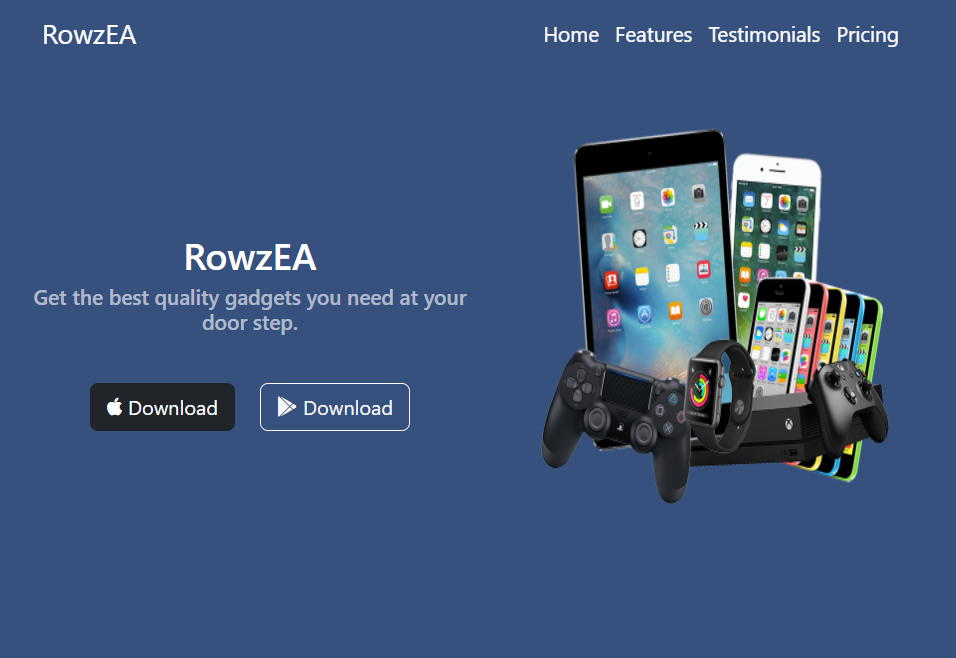 RowzEA
Home Features Testimonials Pricing
RowzEA
Get the best quality gadgets you need at your
door step.
Download
Download